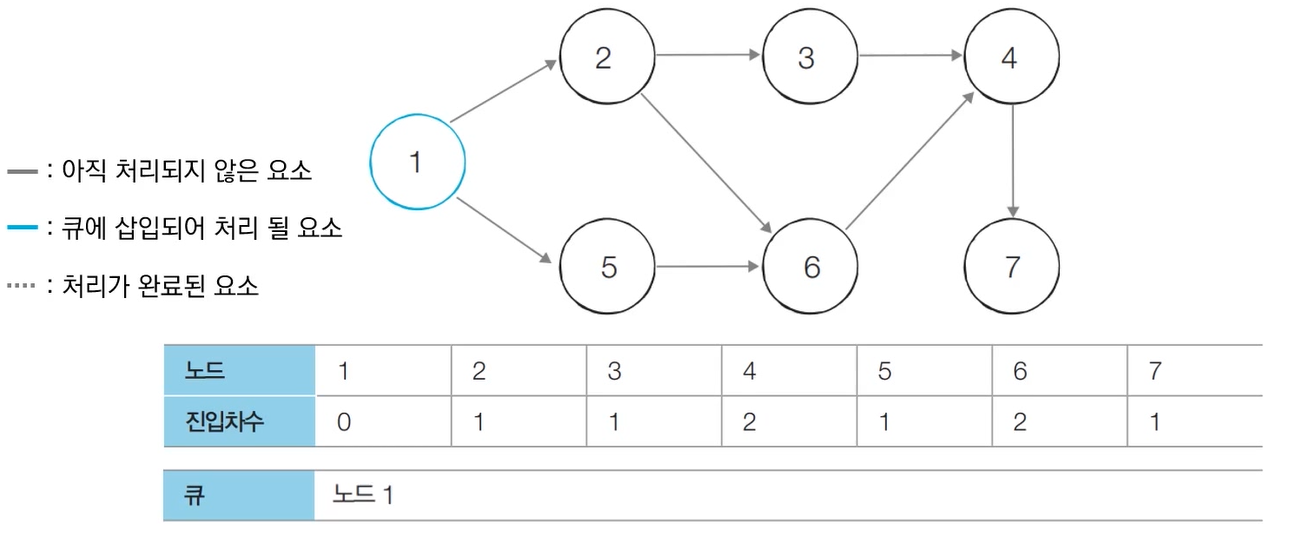 2
3
4
1
5
6
7
: 아직 처리되지 않은 요소
: 큐에 삽입되어 처리 될 요소
: 처리가 완료된 요소
노드 1 2 3 4 5 6 7
진입차수 0 1 1 2 1 2 1
큐 노드 1